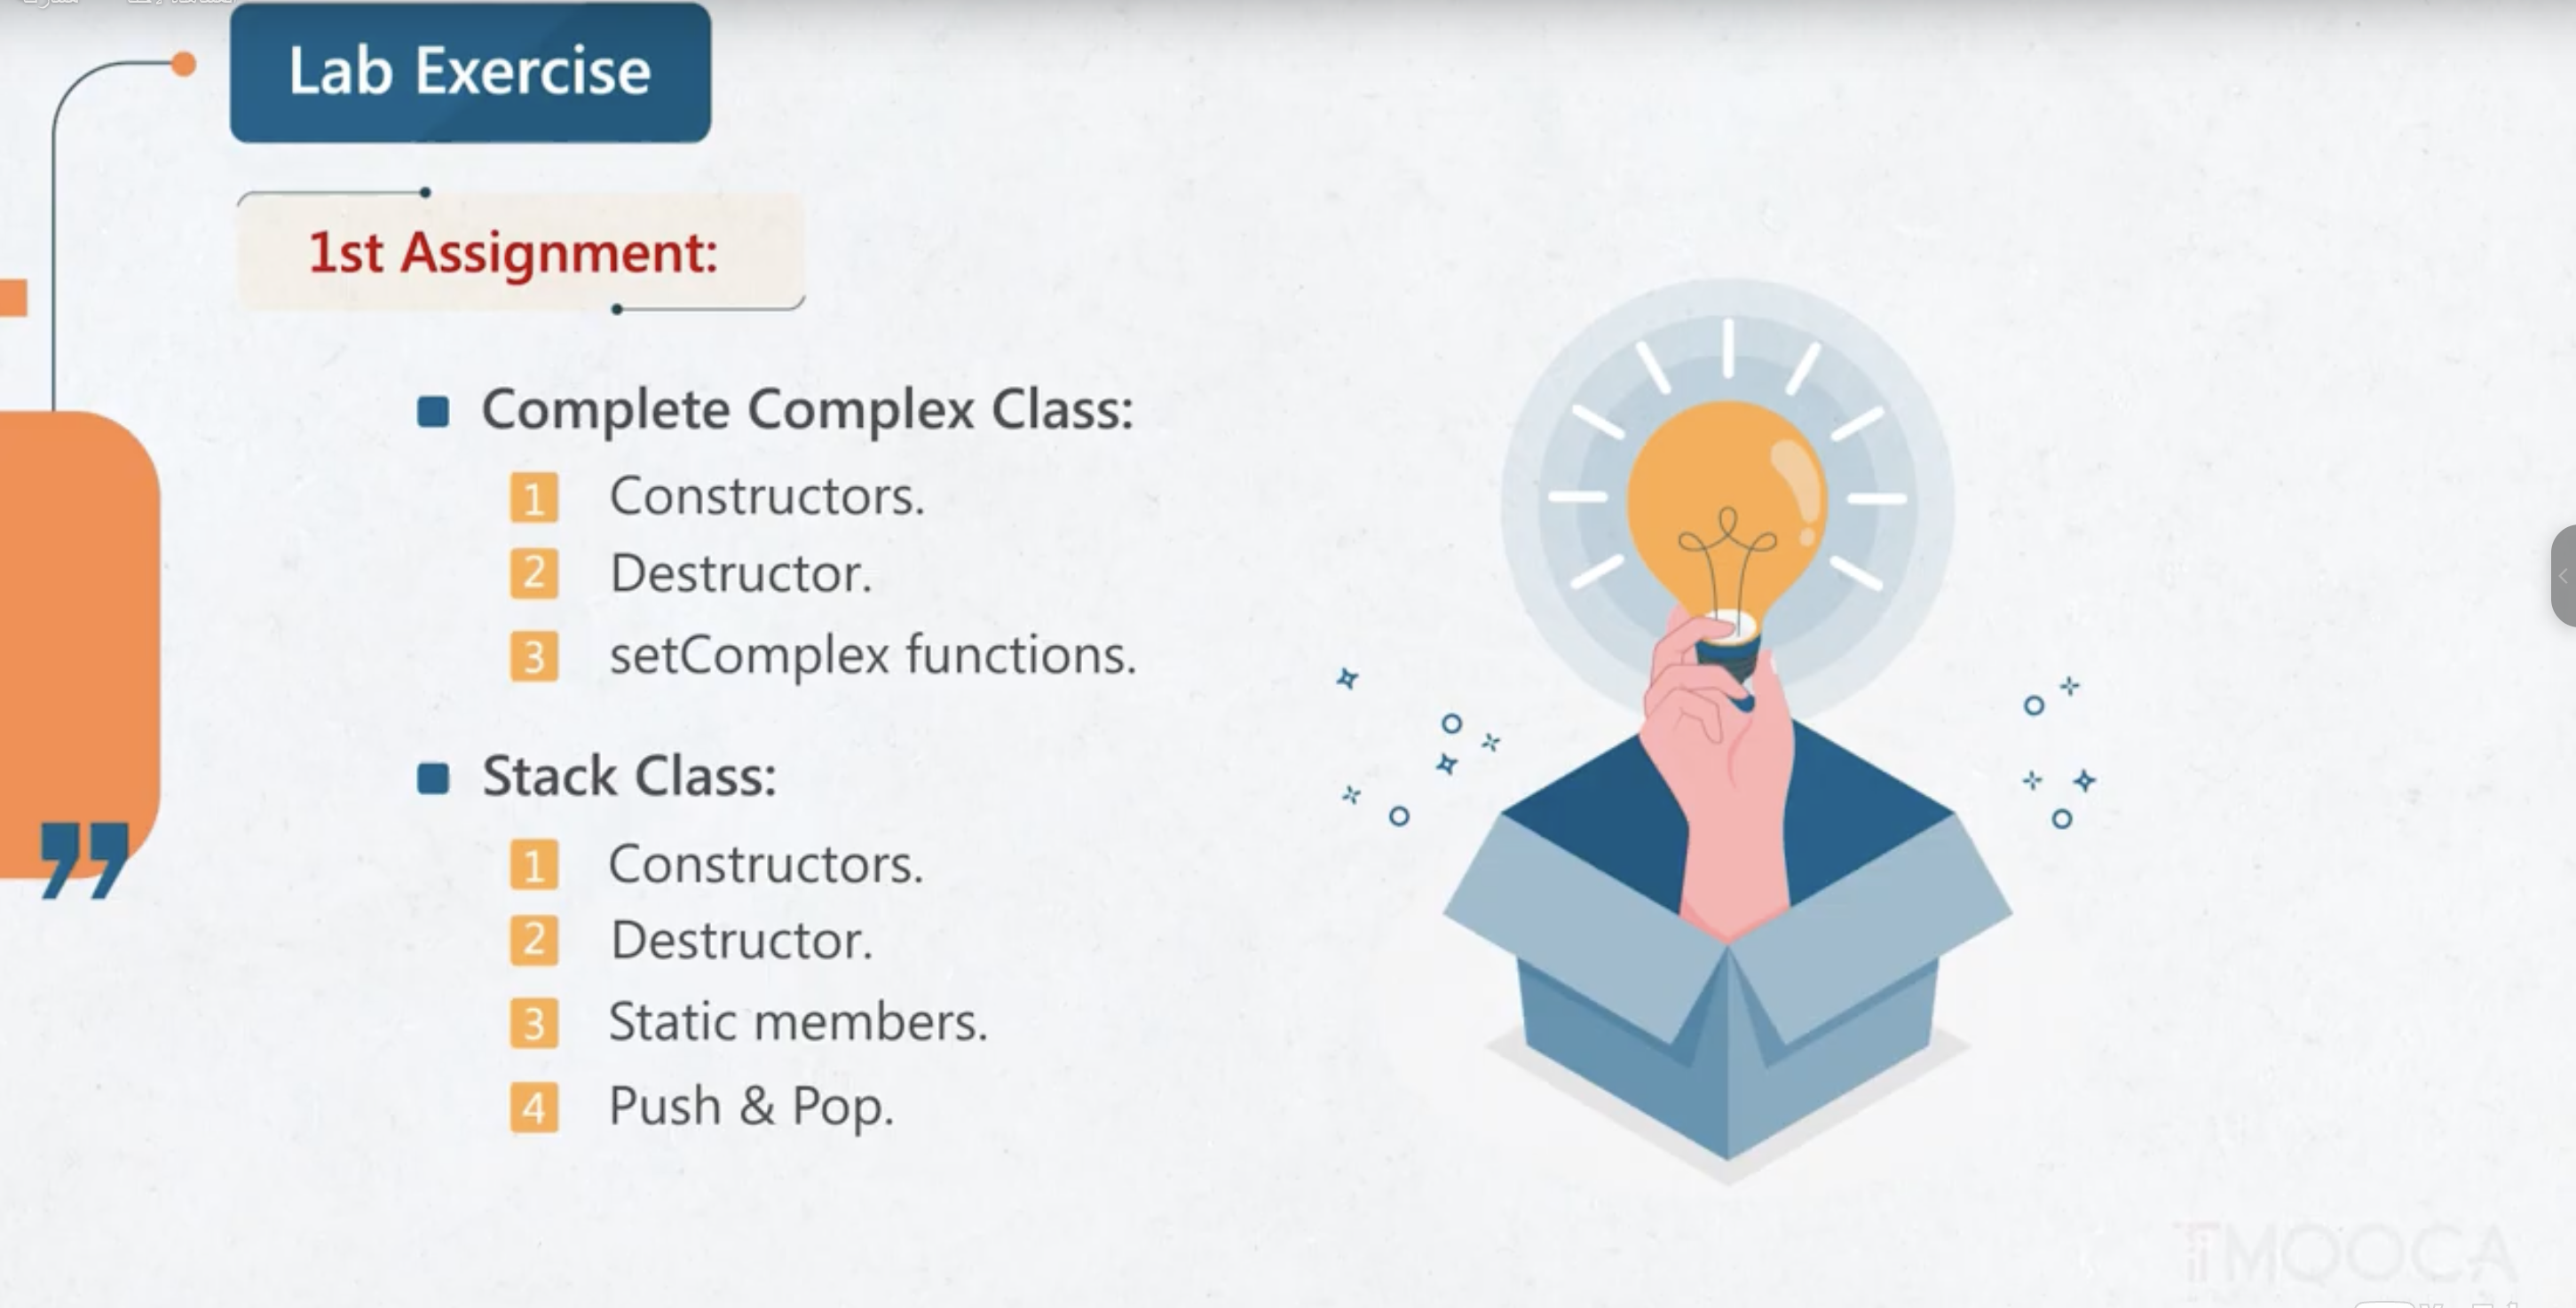 Lab Exercise
1st Assignment:
Complete Complex Class:
1 Constructors.
2 Destructor.
3 setComplex functions.
Stack Class:
1 Constructors.
2 Destructor.
3 Static members.
4 Push & Pop.